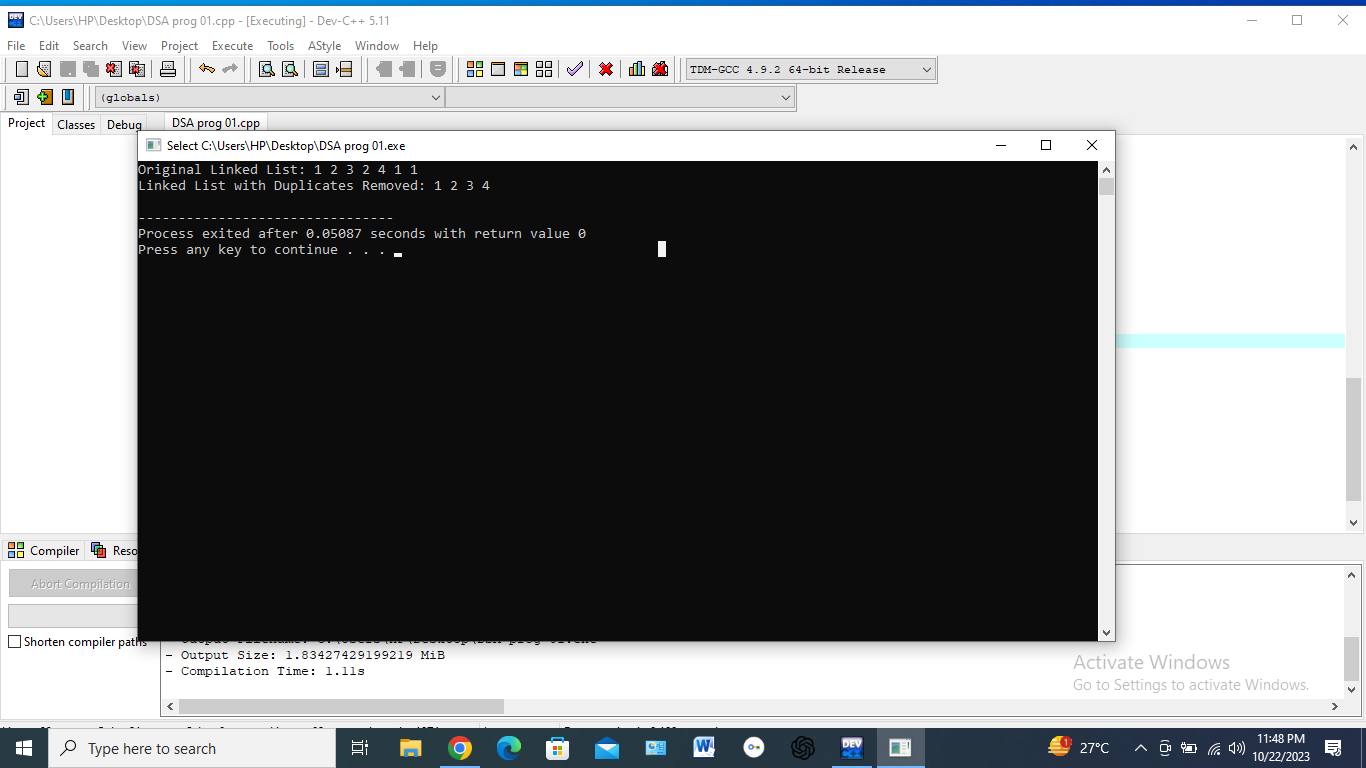 C:\Users\HP\Desktop\DSA prog 01.cpp - [Executing] - Dev-C++ 5.11
File Edit Search View Project Execute Tools AStyle Window Help
TDM-GCC 4.9.2 64-bit Release
(globals)
Project Classes Debug DSA prog 01.cpp
Select C:\Users\HP\Desktop\DSA prog 01.exe
Original Linked List: 1 2 3 2 4 1 1
Linked List with Duplicates Removed: 1 2 3 4
--------------------------------
Process exited after 0.05087 seconds with return value 0
Press any key to continue . . .
Compiler Reso
Abort Compilation
Shorten compiler paths
- Output Size: 1.83427429199219 MiB
- Compilation Time: 1.11s
Activate Windows
Go to Settings to activate Windows.
Type here to search
DEV
1
27°C
11:48 PM
10/22/2023